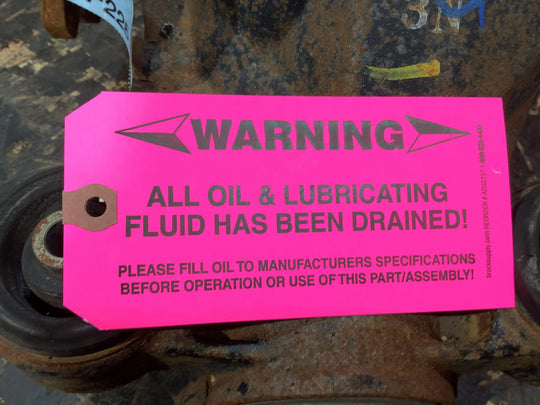 3N
WARNING
ALL OIL & LUBRICATING
FLUID HAS BEEN DRAINED!
PLEASE FILL OIL TO MANUFACTURERS SPECIFICATIONS
BEFORE OPERATION OR USE OF THIS PART/ASSEMBLY!